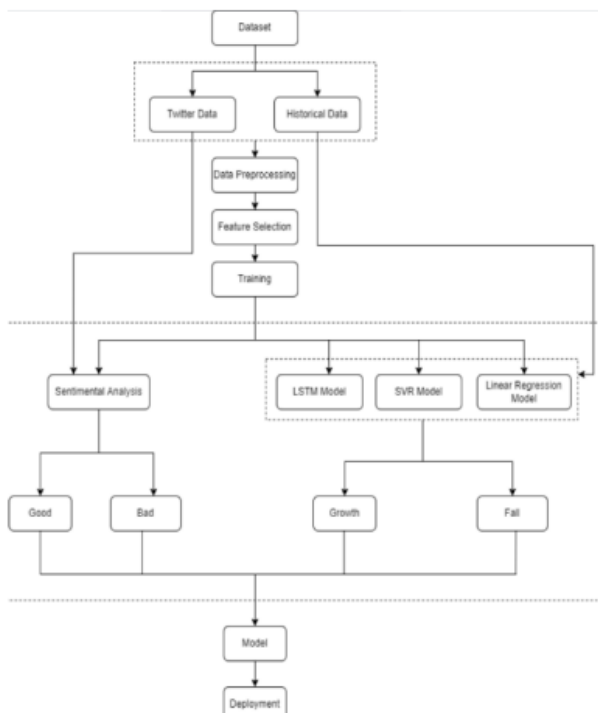 Dataset
Twitter Data
Historical Data
Data Preprocessing
Feature Selection
Training
Sentimental Analysis
LSTM Model
SVR Model
Linear Regression
Model
Good
Bad
Growth
Fall
Model
Deployment